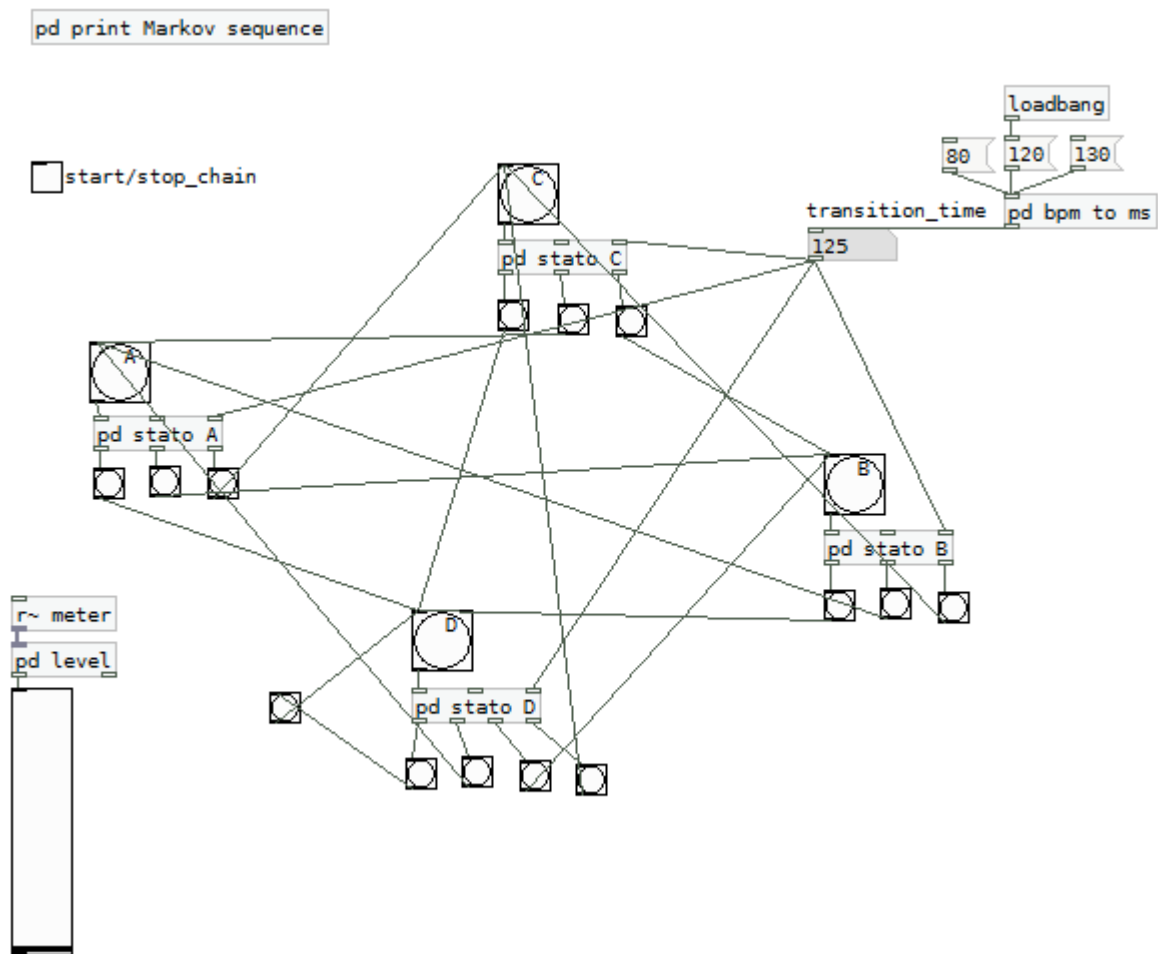 pd print Markov sequence
loadbang
80
120
130
start/stop_chain
C
transition_time
pd bpm to ms
125
pd stato C
A
pd stato A
B
pd stato B
r~ meter
D
pd level
pd stato D